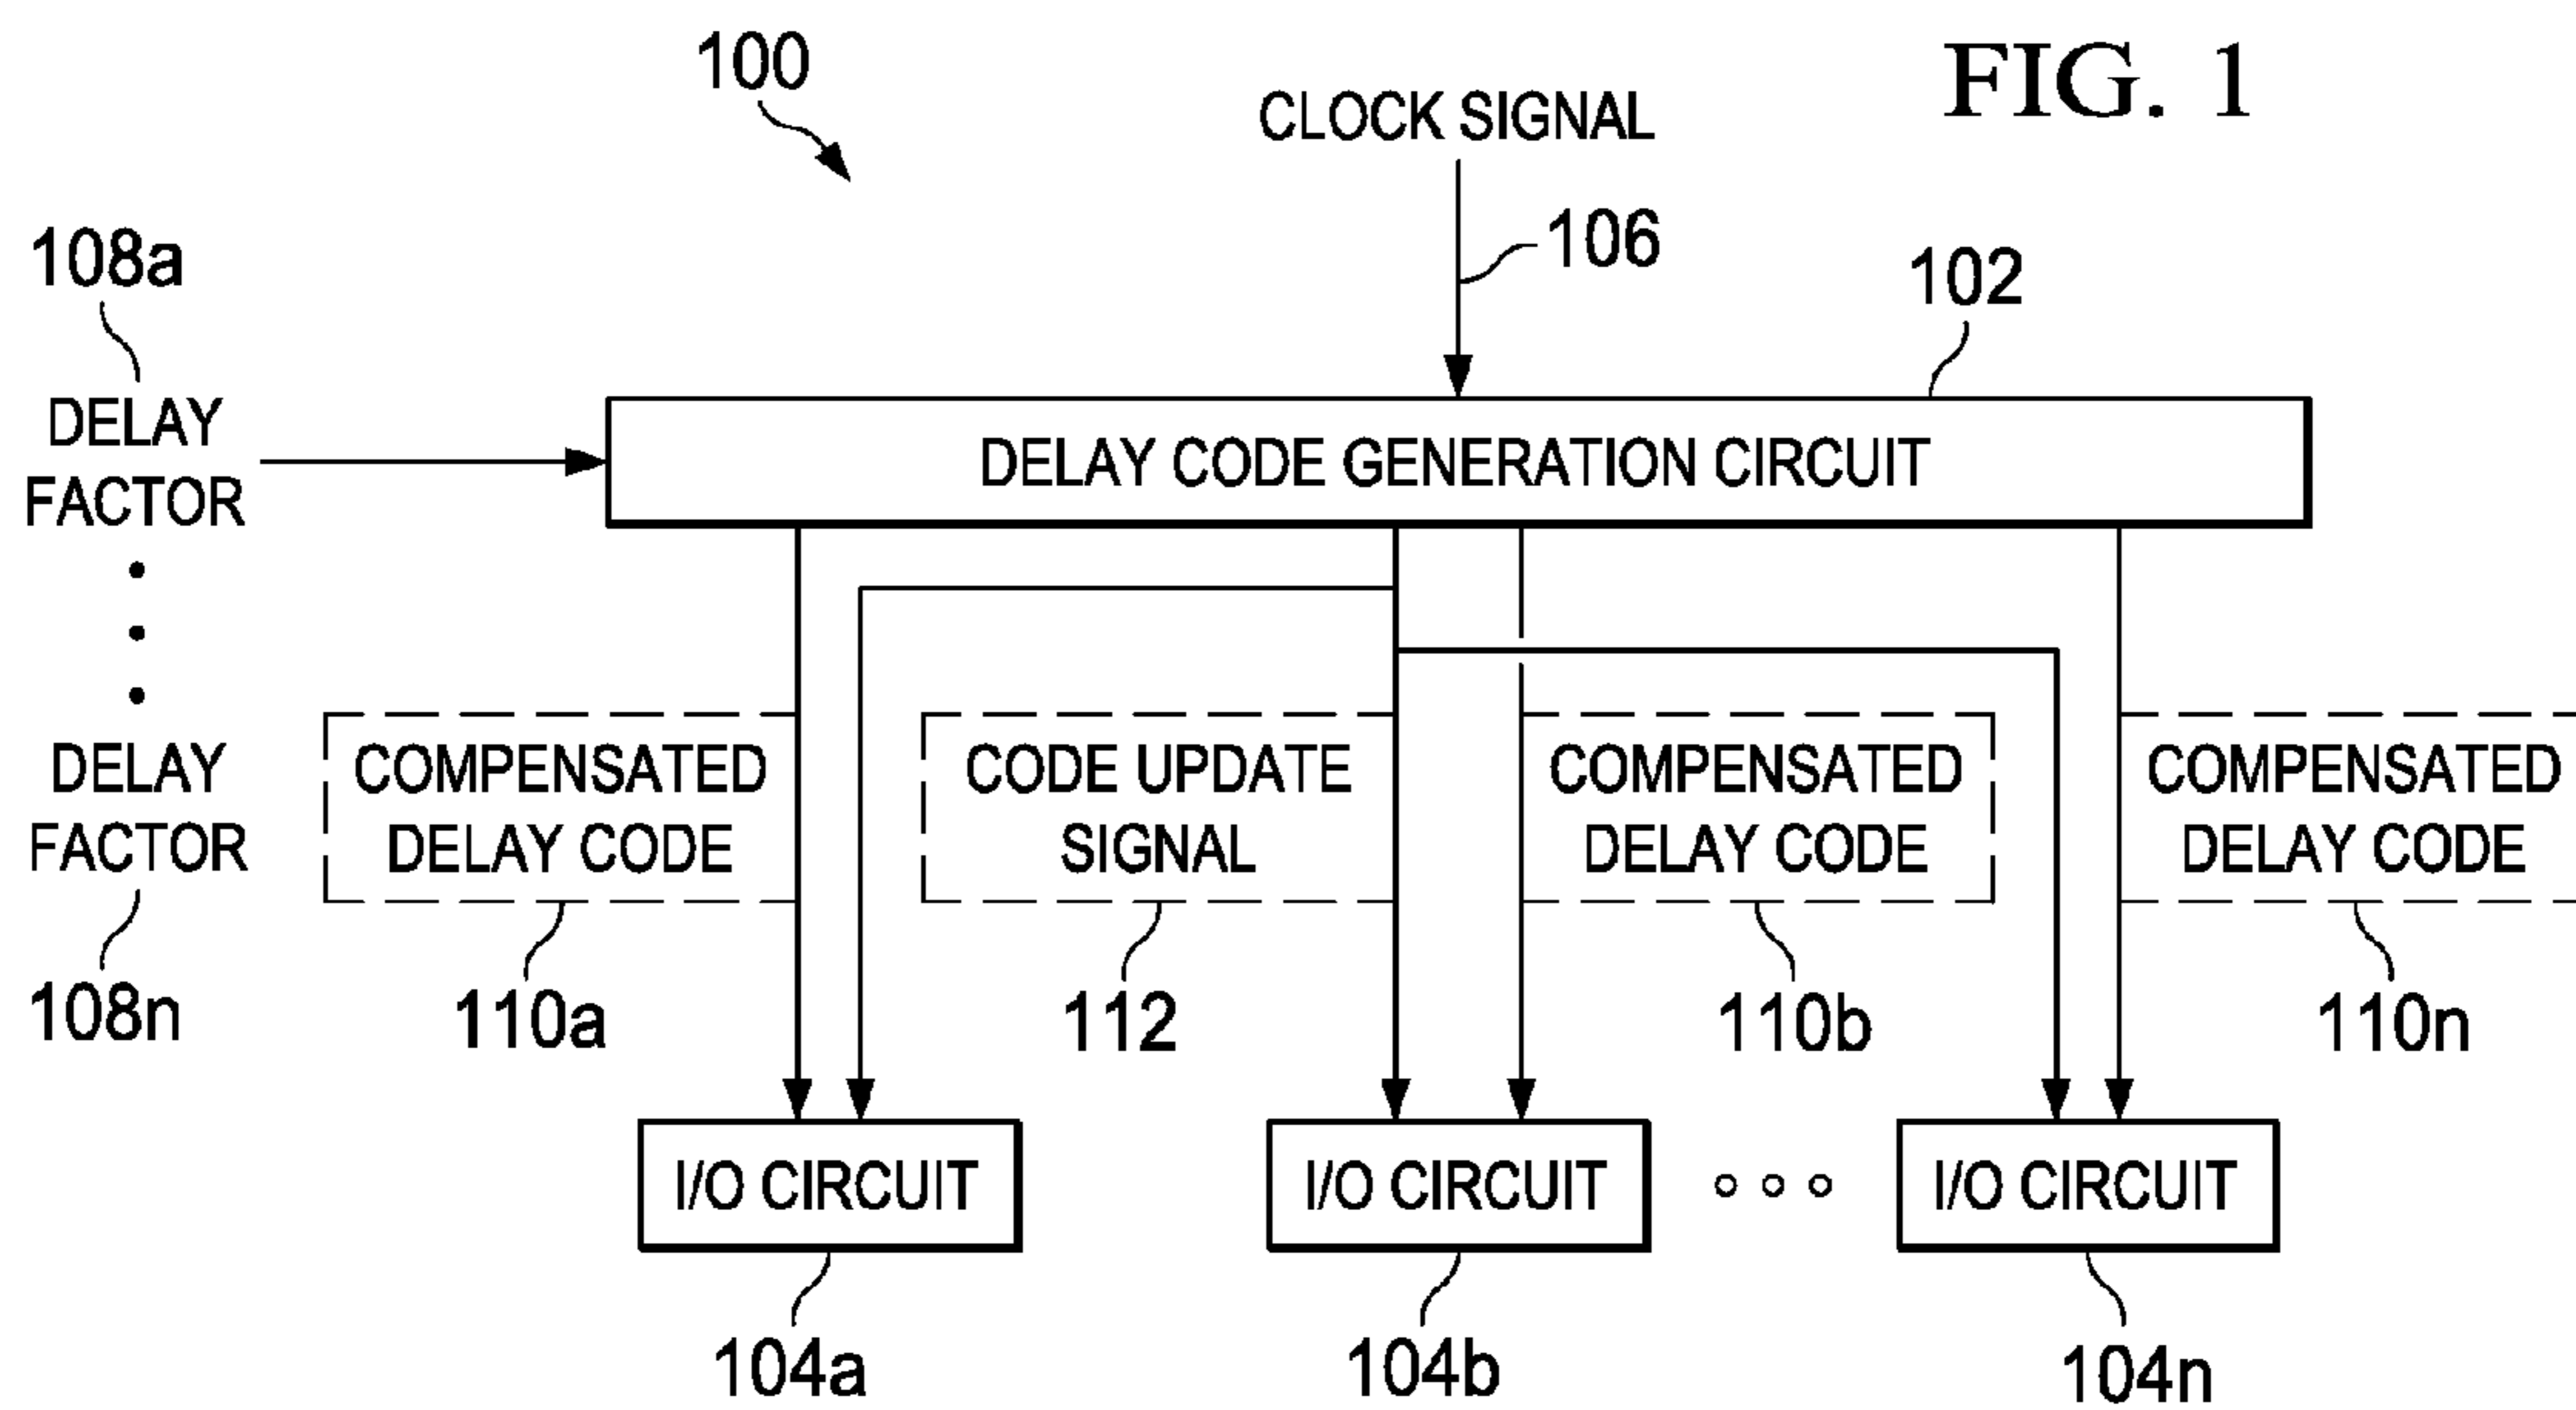 FIG. 1
100
CLOCK SIGNAL
106
102
108a
DELAY
FACTOR
DELAY CODE GENERATION CIRCUIT
DELAY
FACTOR
108n
COMPENSATED
DELAY CODE
110a
CODE UPDATE
SIGNAL
112
COMPENSATED
DELAY CODE
110b
COMPENSATED
DELAY CODE
110n
I/O CIRCUIT
I/O CIRCUIT
I/O CIRCUIT
104a
104b
104n